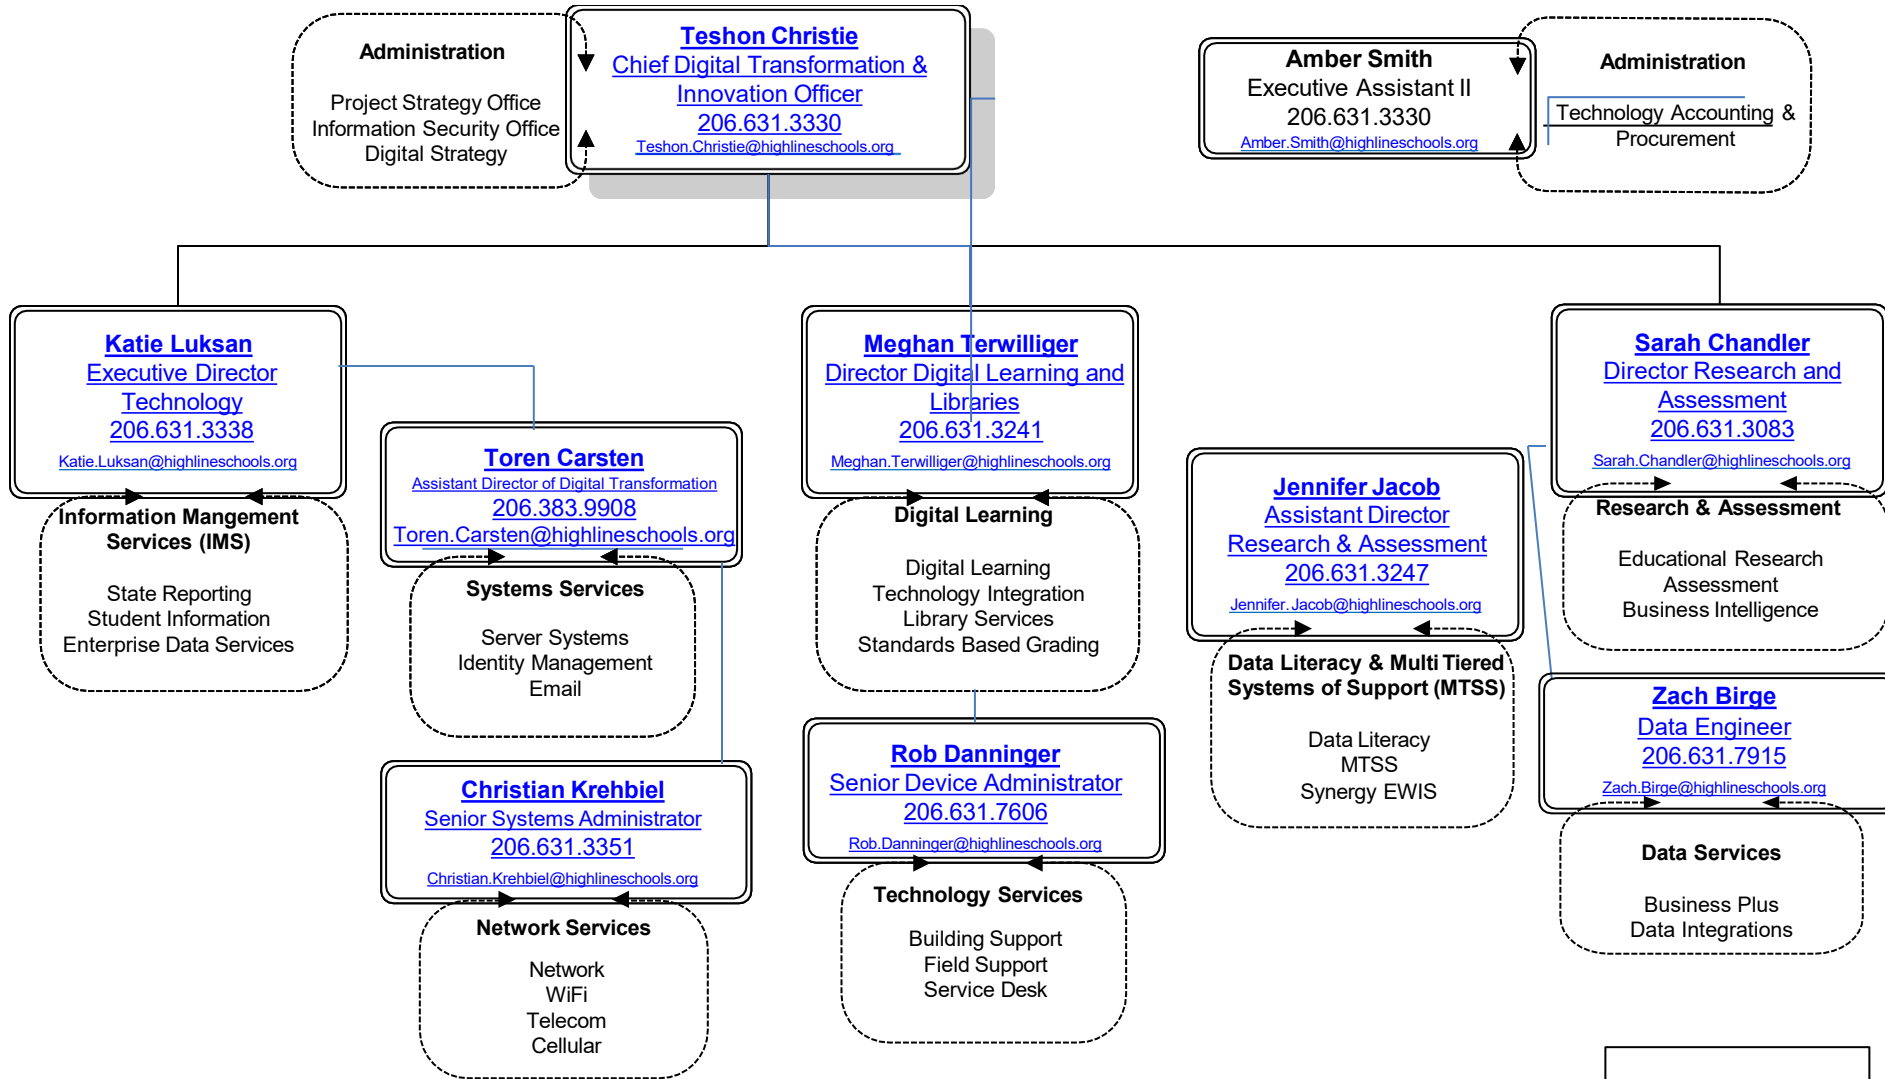 Administration
Project Strategy Office
Information Security Office
Digital Strategy
Teshon Christie
Chief Digital Transformation &
Innovation Officer
206.631.3330
Teshon.Christie@highlineschools.org
Amber Smith
Executive Assistant II
206.631.3330
Amber.Smith@highlineschools.org
Administration
Technology Accounting &
Procurement
Katie Luksan
Executive Director
Technology
206.631.3338
Katie.Luksan@highlineschools.org
Information Mangement
Services (IMS)
State Reporting
Student Information
Enterprise Data Services
Toren Carsten
Assistant Director of Digital Transformation
206.383.9908
Toren.Carsten@highlineschools.org
Systems Services
Server Systems
Identity Management
Email
Christian Krehbiel
Senior Systems Administrator
206.631.3351
Christian.Krehbiel@highlineschools.org
Network Services
Network
WiFi
Telecom
Cellular
Meghan Terwilliger
Director Digital Learning and
Libraries
206.631.3241
Meghan.Terwilliger@highlineschools.org
Digital Learning
Digital Learning
Technology Integration
Library Services
Standards Based Grading
Rob Danninger
Senior Device Administrator
206.631.7606
Rob.Danninger@highlineschools.org
Technology Services
Building Support
Field Support
Service Desk
Jennifer Jacob
Assistant Director
Research & Assessment
206.631.3247
Jennifer.Jacob@highlineschools.org
Data Literacy & Multi Tiered
Systems of Support (MTSS)
Data Literacy
MTSS
Synergy EWIS
Sarah Chandler
Director Research and
Assessment
206.631.3083
Sarah.Chandler@highlineschools.org
Research & Assessment
Educational Research
Assessment
Business Intelligence
Zach Birge
Data Engineer
206.631.7915
Zach.Birge@highlineschools.org
Data Services
Business Plus
Data Integrations